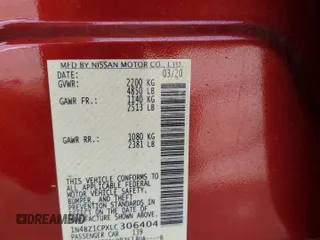 MFD BY NISSAN MOTOR CO., LTD.
DATE: 03/20
GVWR: 2200 KG
4850 LB
GAWR FR.: 1140 KG
2513 LB
GAWR RR.: 1080 KG
2381 LB
THIS VEHICLE CONFORMS TO ALL
APPLICABLE FEDERAL MOTOR
VEHICLE SAFETY, BUMPER, AND
THEFT PREVENTION STANDARDS
IN EFFECT ON THE DATE OF
MANUFACTURE SHOWN ABOVE.
1N4BZ1CPXLC306404
PASSENGER CAR 139
DREAMBID